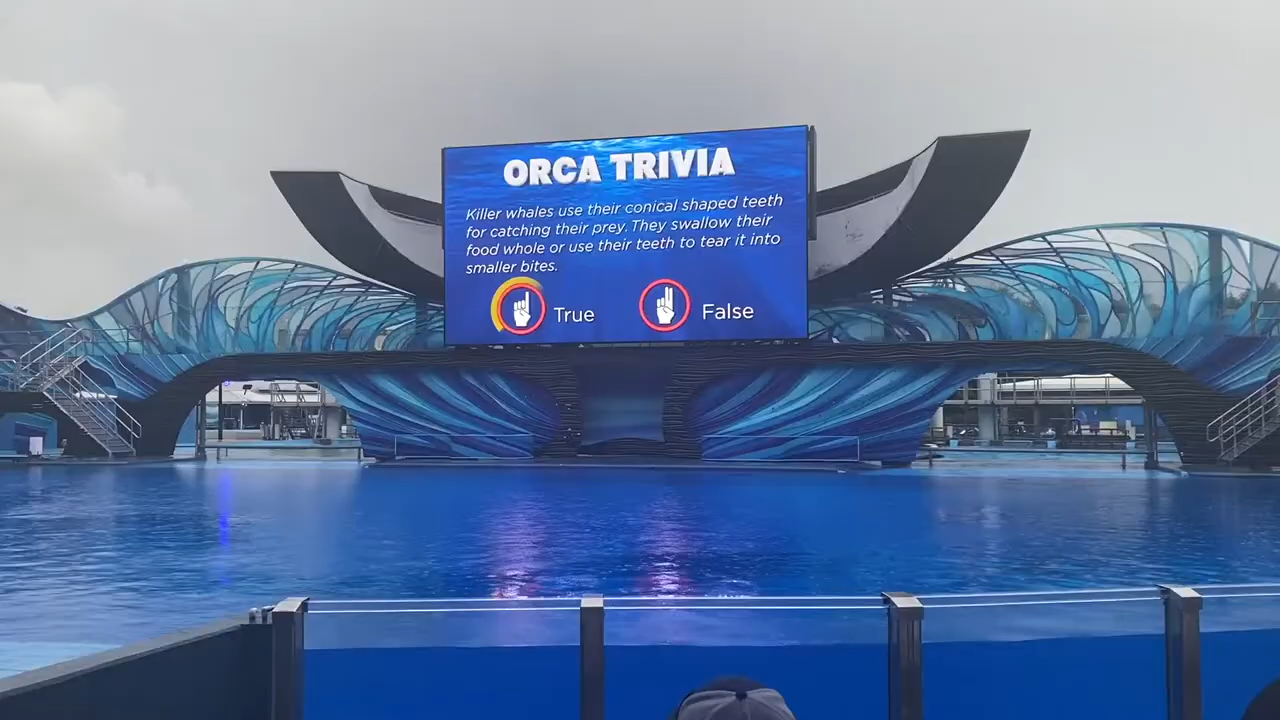 ORCA TRIVIA
Killer whales use their conical shaped teeth
for catching their prey. They swallow their
food whole or use their teeth to tear it into
smaller bites.
True False